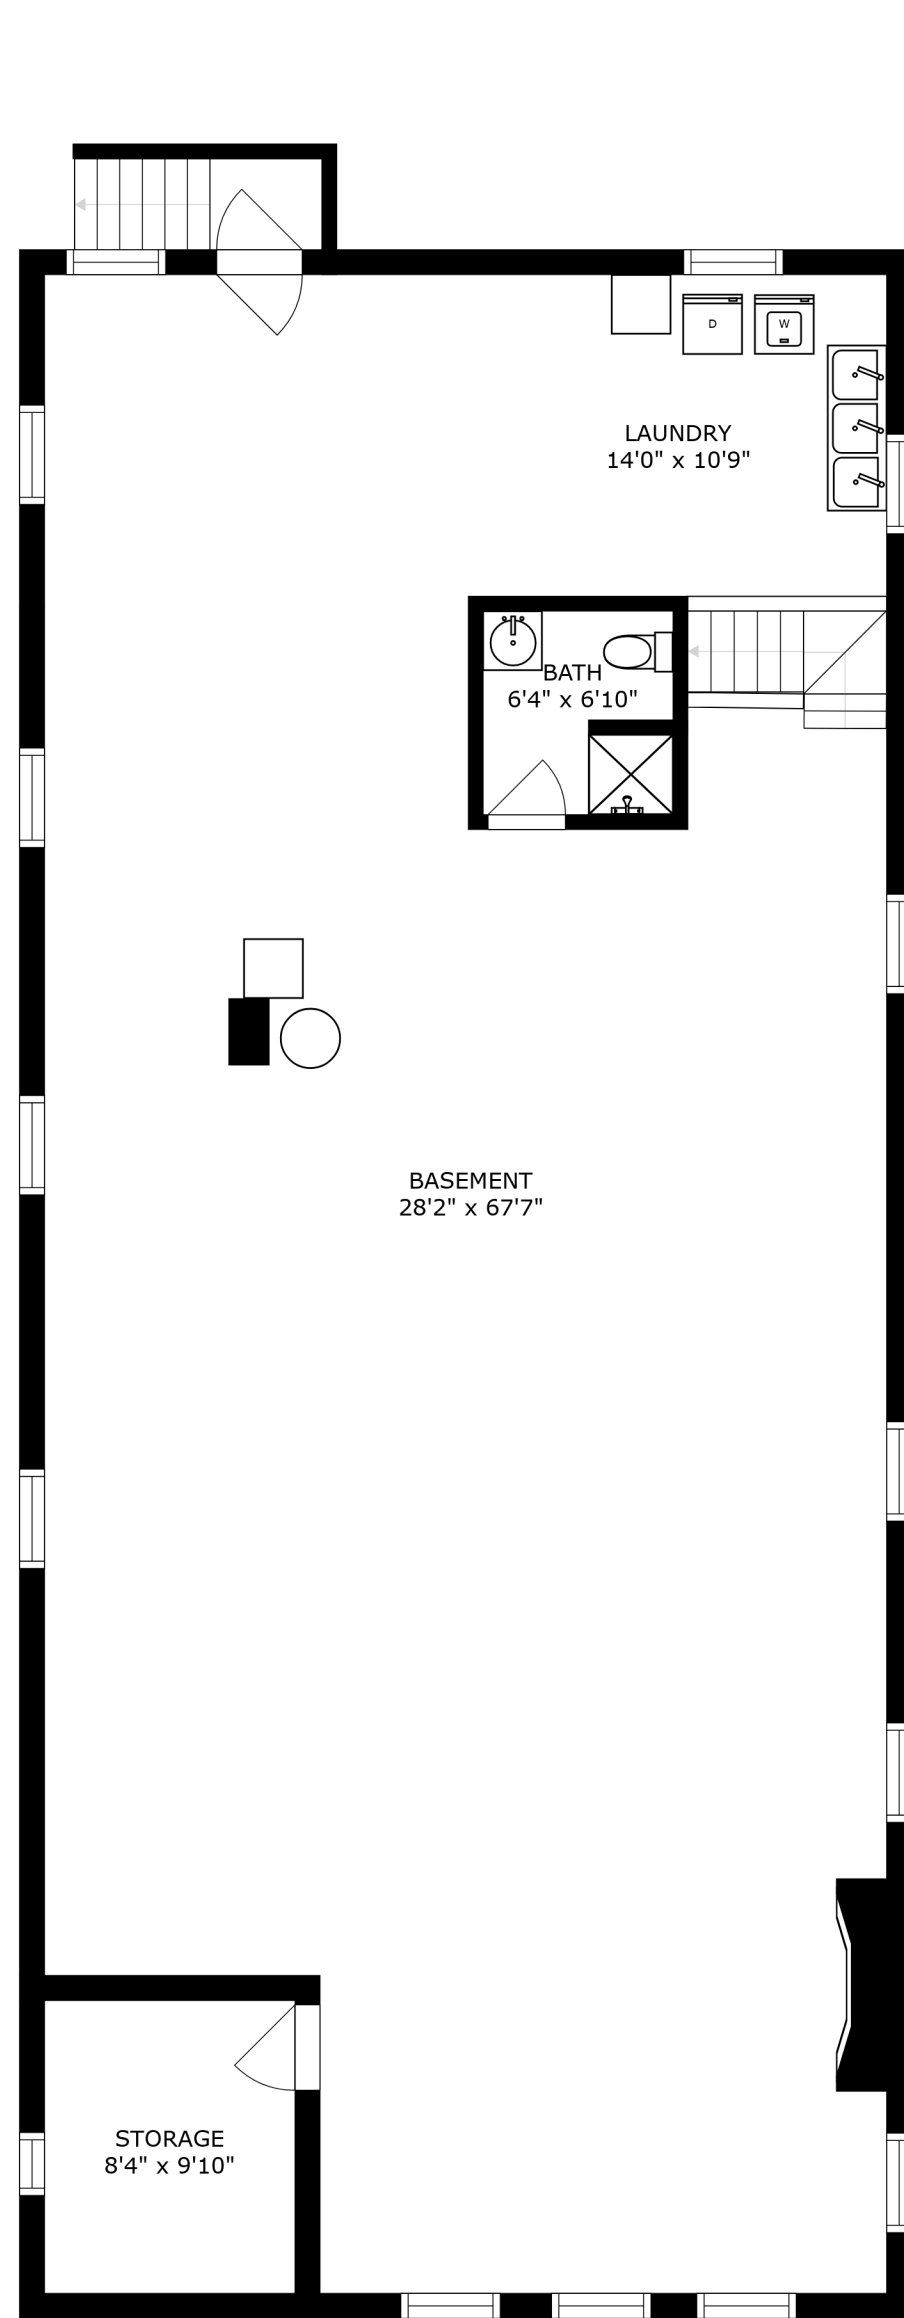 D
W
LAUNDRY
14'0" x 10'9"
BATH
6'4" x 6'10"
BASEMENT
28'2" x 67'7"
STORAGE
8'4" x 9'10"